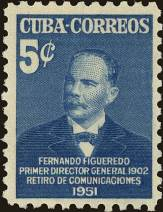 CUBA-CORREOS
5¢
FERNANDO FIGUEREDO
PRIMER DIRECTOR GENERAL 1902
RETIRO DE COMUNICACIONES
1951